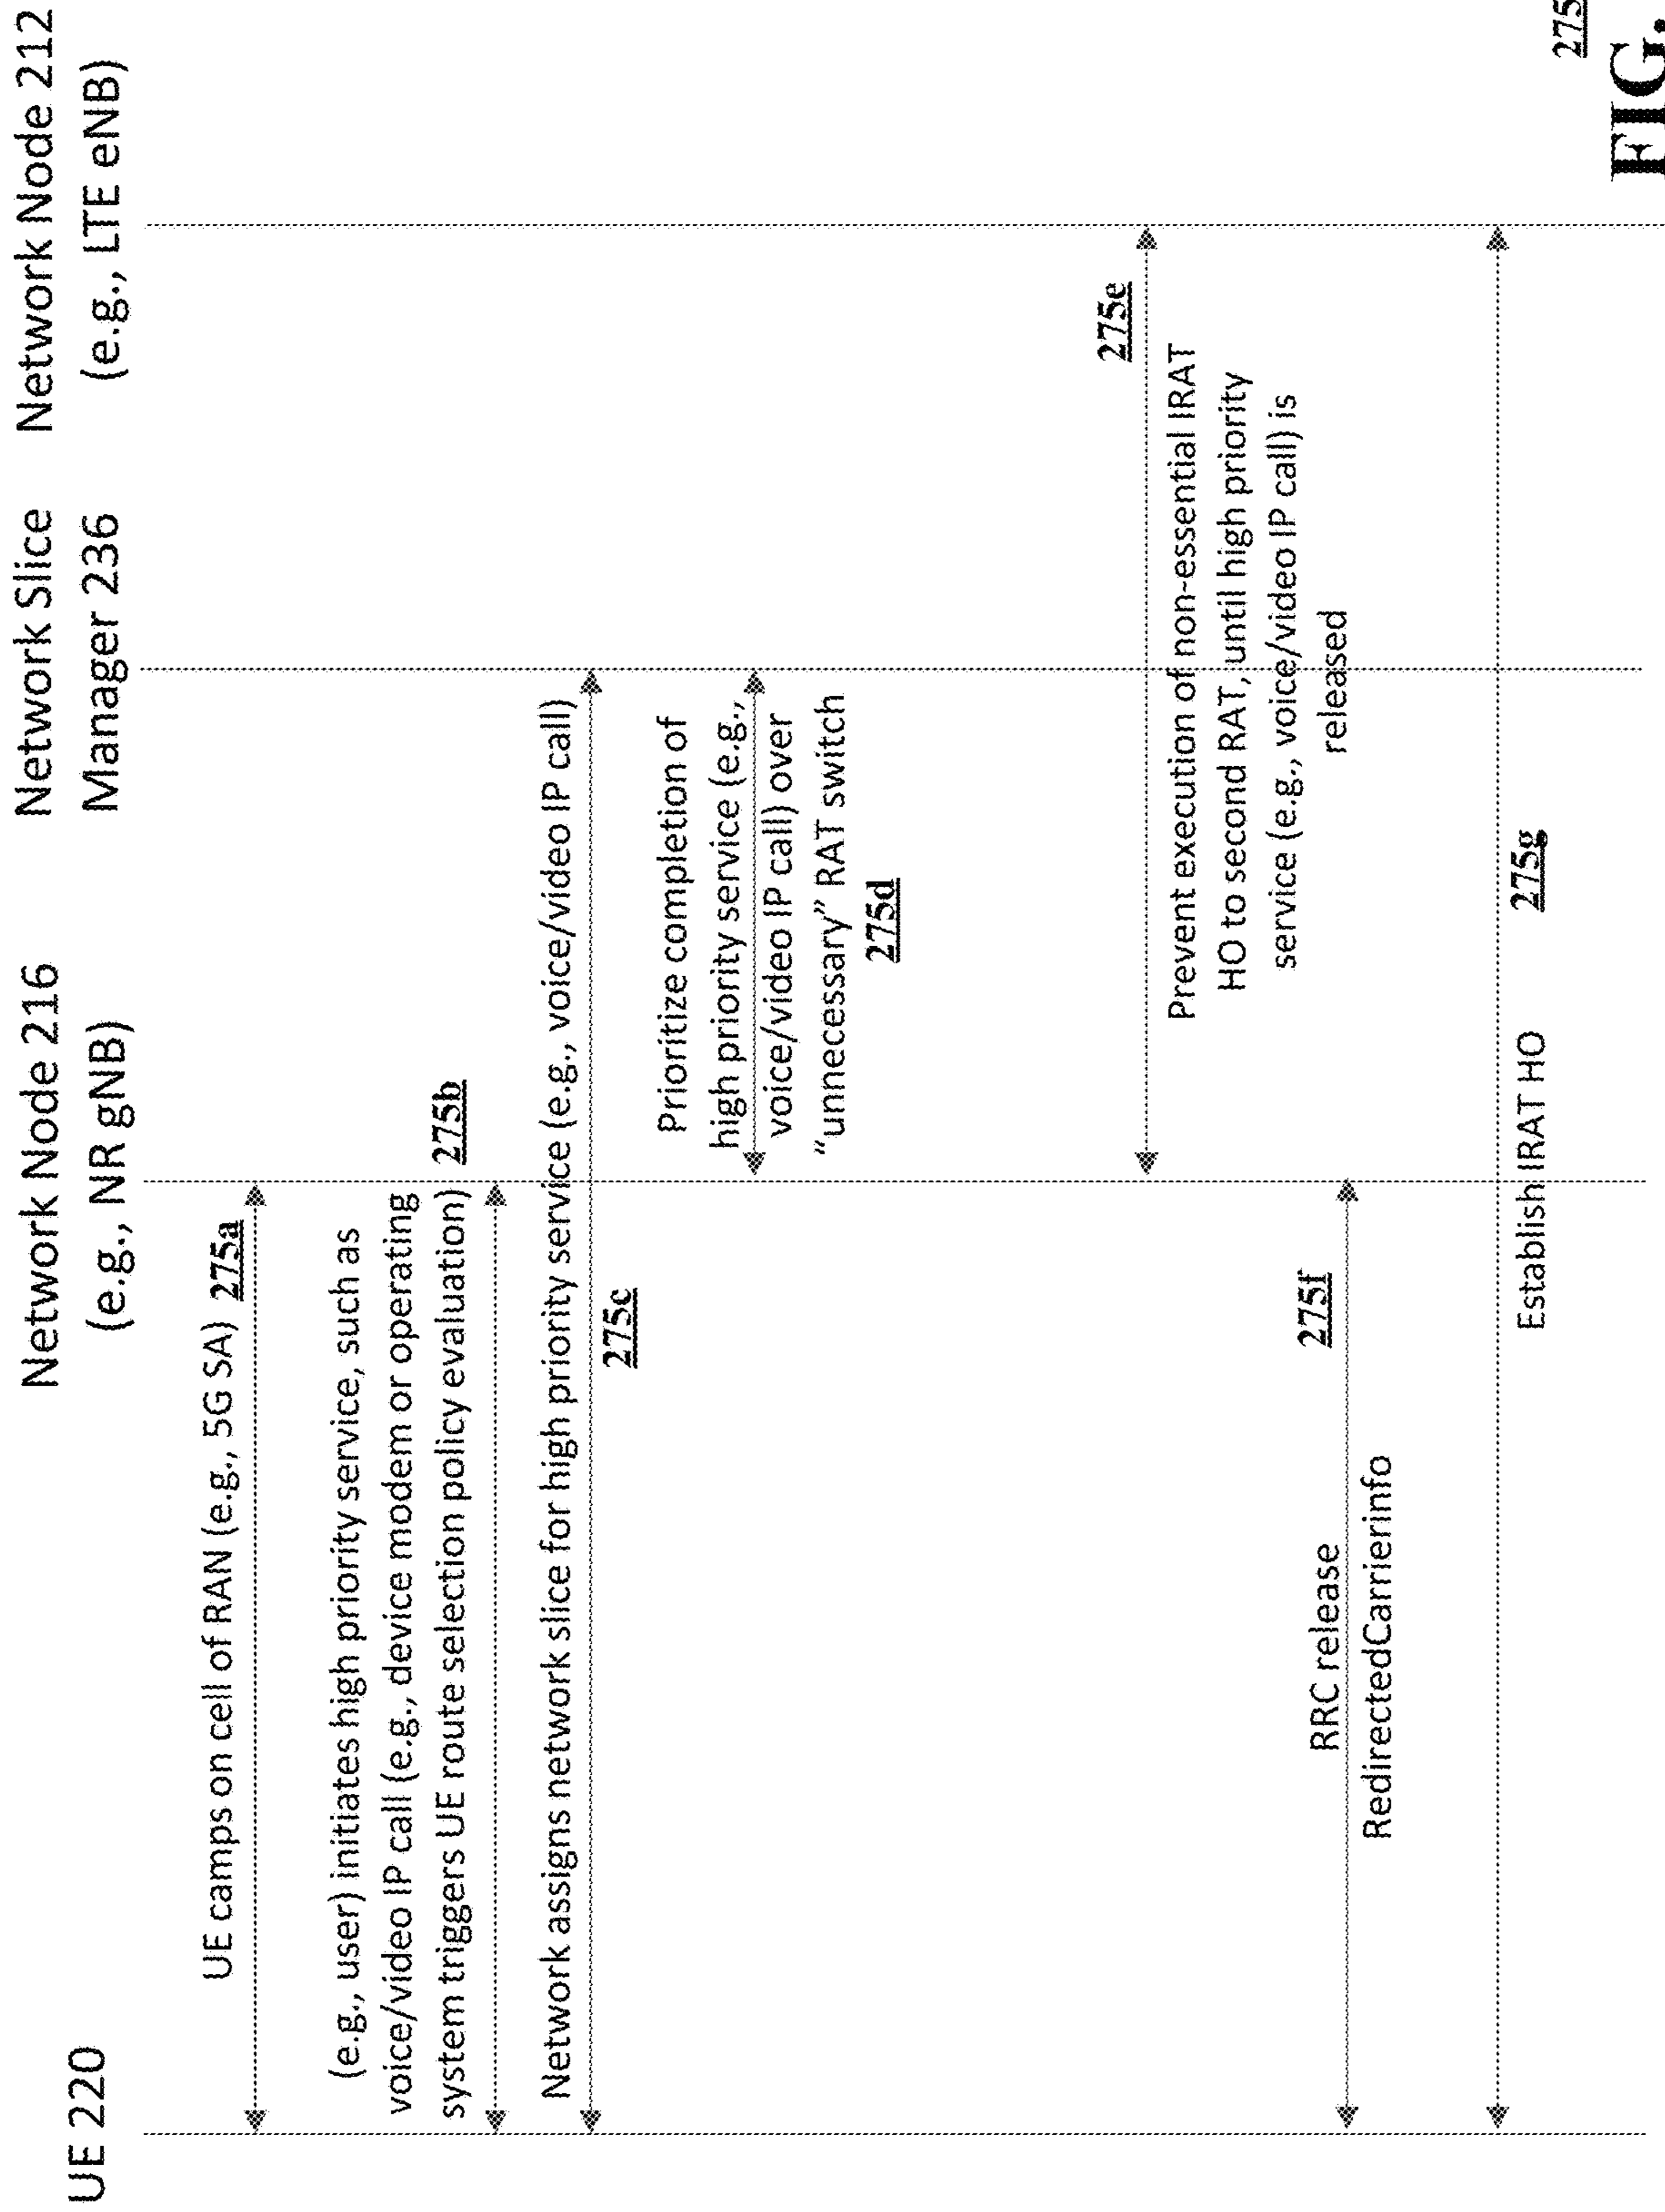 UE 220
Network Node 216
(e.g., NR gNB)
Network Slice
Manager 236
Network Node 212
(e.g., LTE eNB)
UE camps on cell of RAN (e.g., 5G SA) 275a
(e.g., user) initiates high priority service, such as
voice/video IP call (e.g., device modem or operating
system triggers UE route selection policy evaluation) 275b
Network assigns network slice for high priority service (e.g., voice/video IP call)
275c
Prioritize completion of
high priority service (e.g.,
voice/video IP call) over
“unnecessary” RAT switch
275d
275e
Prevent execution of non-essential IRAT
HO to second RAT, until high priority
service (e.g., voice/video IP call) is
released
275f
RRC release
RedirectedCarrierinfo
Establish IRAT HO 275g
275
FIG.